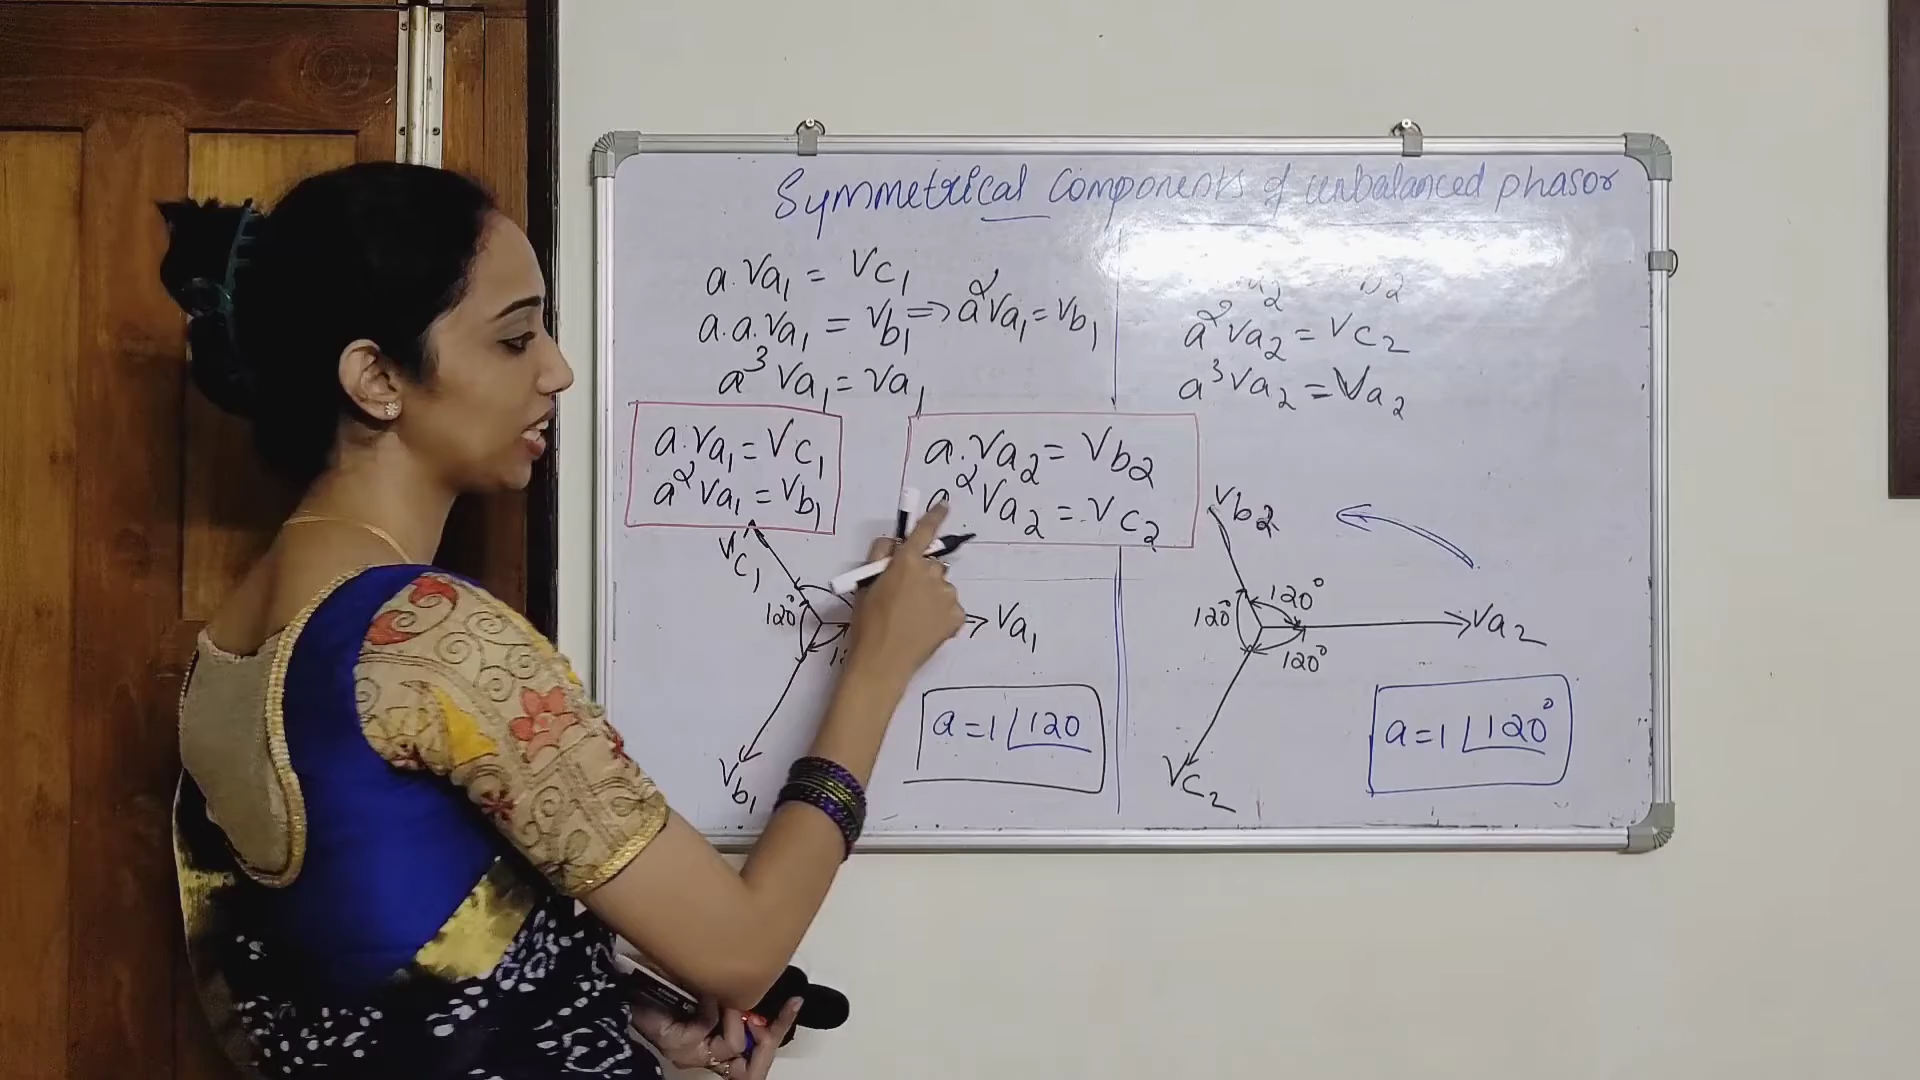 Symmetrical components of unbalanced phasor
a.Va₁ = Vc₁
a.a.Va₁ = Vb₁ ⇒ a²Va₁ = Vb₁
a³Va₁ = Va₁
a²Va₂ = Vc₂
a³Va₂ = Va₂
a.Va₁ = Vc₁
a²Va₁ = Vb₁
a.Va₂ = Vb₂
a²Va₂ = Vc₂
Vc₁
120°
Va₁
Vb₁
a = 1∠120
Vb₂
120°
120°
Va₂
120°
Vc₂
a = 1∠120°